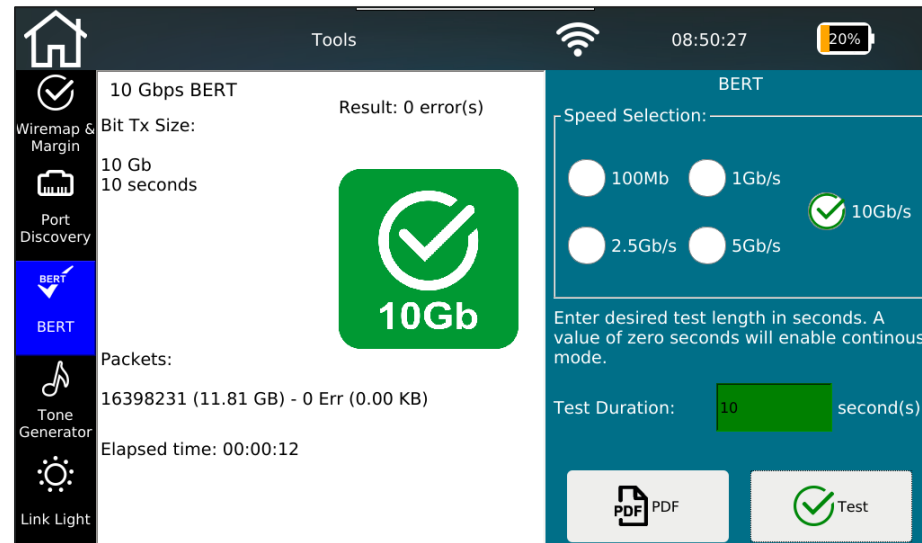 Tools
08:50:27
20%
Wiremap &
Margin
Port
Discovery
BERT
BERT
Tone
Generator
Link Light
10 Gbps BERT
Result: 0 error(s)
Bit Tx Size:
10 Gb
10 seconds
10Gb
Packets:
16398231 (11.81 GB) - 0 Err (0.00 KB)
Elapsed time: 00:00:12
BERT
Speed Selection:
100Mb
1Gb/s
10Gb/s
2.5Gb/s
5Gb/s
Enter desired test length in seconds. A
value of zero seconds will enable continous
mode.
Test Duration:
10
second(s)
PDF
PDF
Test